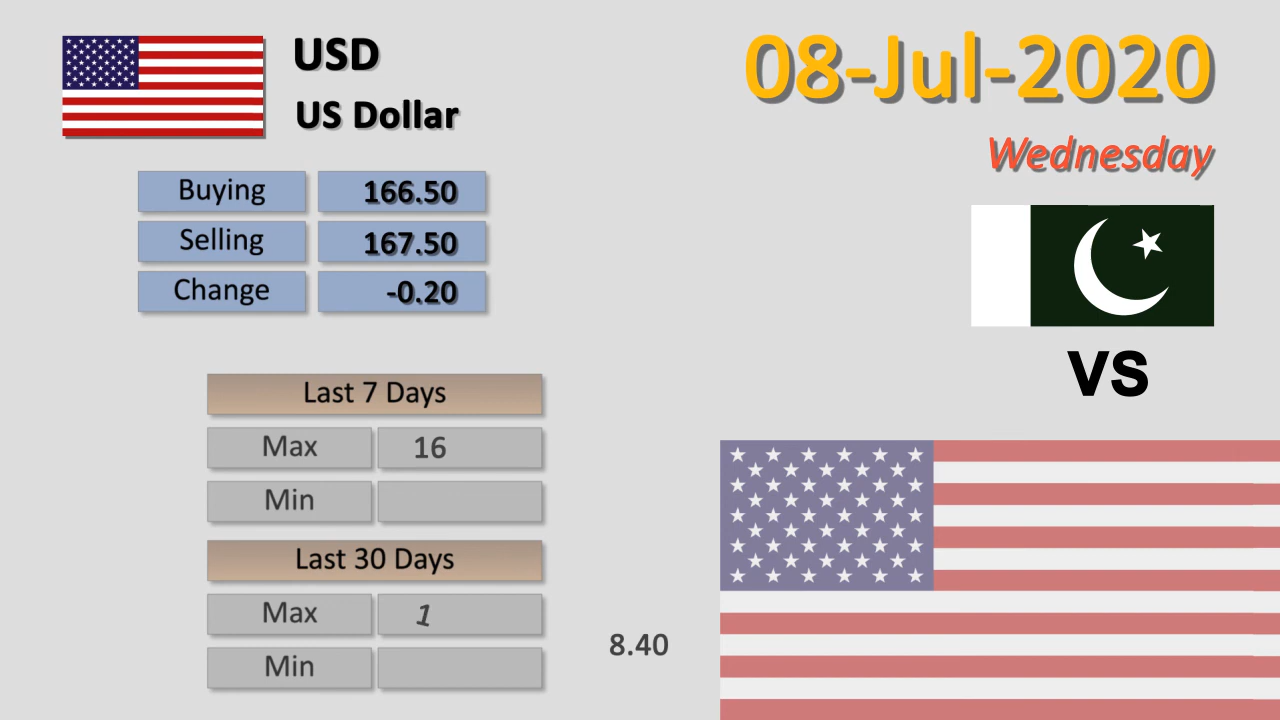 USD
US Dollar
08-Jul-2020
Wednesday
Buying 166.50
Selling 167.50
Change -0.20
VS
Last 7 Days
Max 16
Min
Last 30 Days
Max 1
8.40
Min